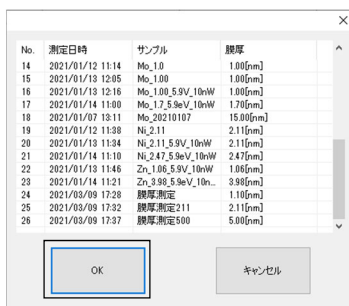 No. 測定日時 サンプル 膜厚
14 2021/01/12 11:14 Mo_1.0 1.00[nm]
15 2021/01/13 12:05 Mo_1.00 1.00[nm]
16 2021/01/13 12:16 Mo_1.00_5.9V_10nW 1.00[nm]
17 2021/01/14 11:00 Mo_1.7_5.9eV_10nW 1.70[nm]
18 2021/01/07 13:11 Mo_20210107 15.00[nm]
19 2021/01/12 11:38 Ni_2.11 2.11[nm]
20 2021/01/13 11:34 Ni_2.11_5.9V_10nW 2.11[nm]
21 2021/01/14 11:10 Ni_2.47_5.9eV_10nW 2.47[nm]
22 2021/01/13 11:46 Zn_1.06_5.9V_10nW 1.06[nm]
23 2021/01/14 11:21 Zn_3.98_5.9eV_10n... 3.98[nm]
24 2021/03/09 17:28 膜厚測定 1.10[nm]
25 2021/03/09 17:32 膜厚測定211 2.11[nm]
26 2021/03/09 17:37 膜厚測定500 5.00[nm]
OK キャンセル